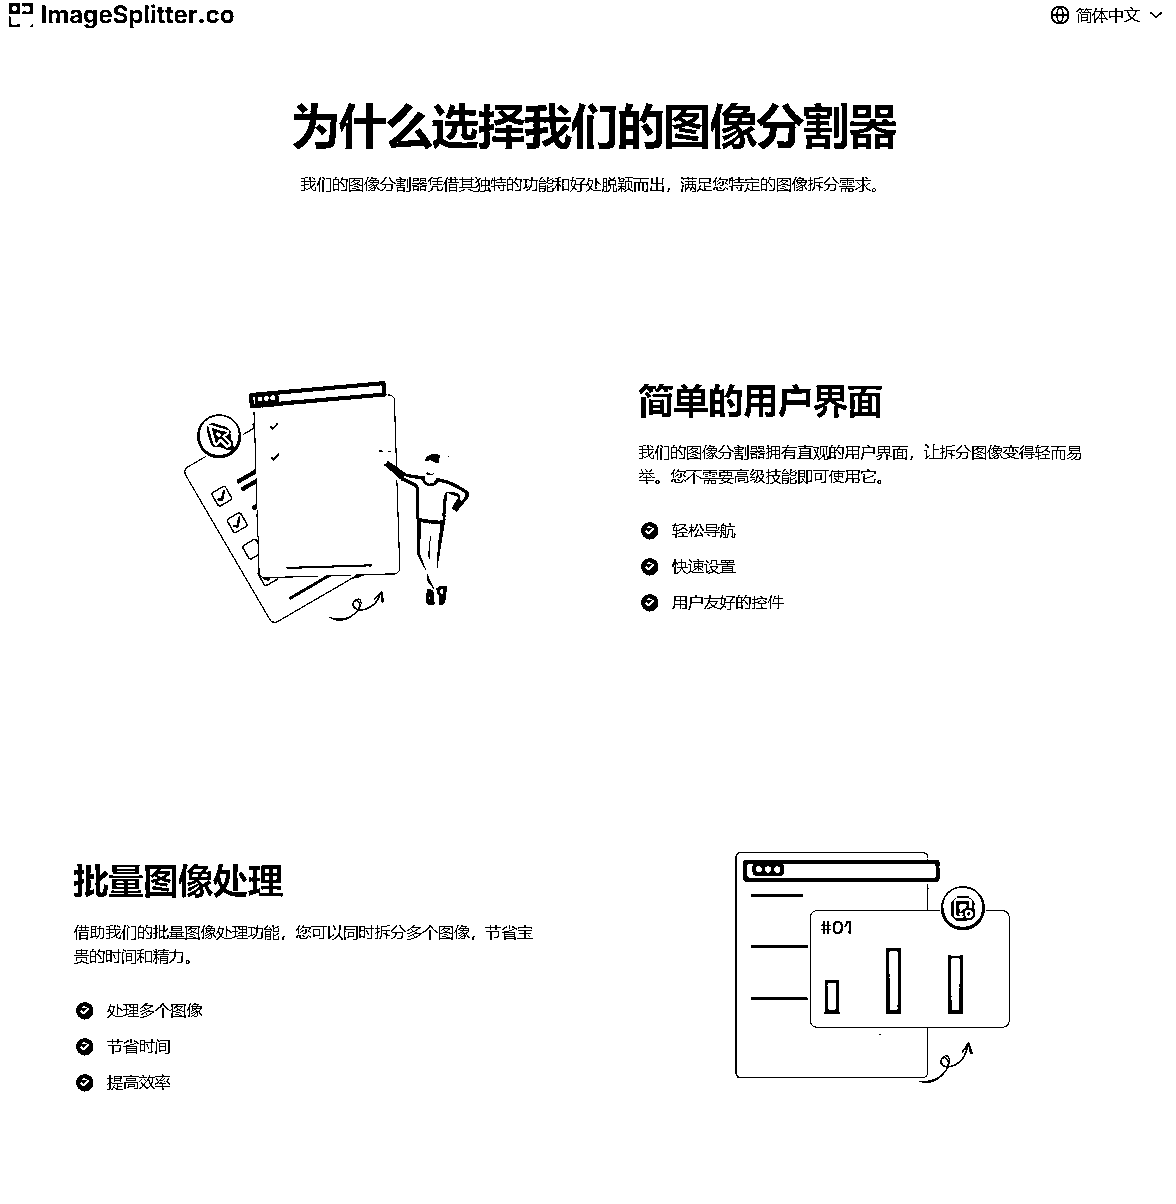 ImageSplitter.co
简体中文
为什么选择我们的图像分割器
我们的图像分割器凭借其独特的功能和好处脱颖而出，满足您特定的图像拆分需求。
简单的用户界面
我们的图像分割器拥有直观的用户界面，让拆分图像变得轻而易
举。您不需要高级技能即可使用它。
轻松导航
快速设置
用户友好的控件
批量图像处理
借助我们的批量图像处理功能，您可以同时拆分多个图像，节省宝
贵的时间和精力。
处理多个图像
节省时间
提高效率
#01